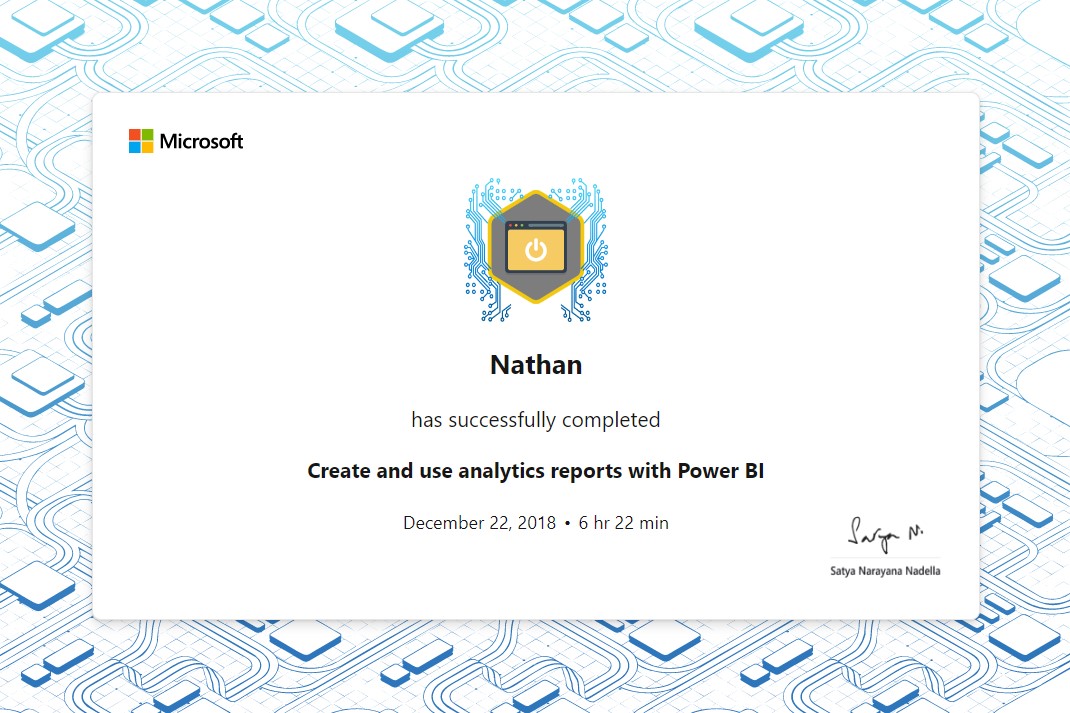 Microsoft
Nathan
has successfully completed
Create and use analytics reports with Power BI
December 22, 2018 • 6 hr 22 min
Satya N.
Satya Narayana Nadella